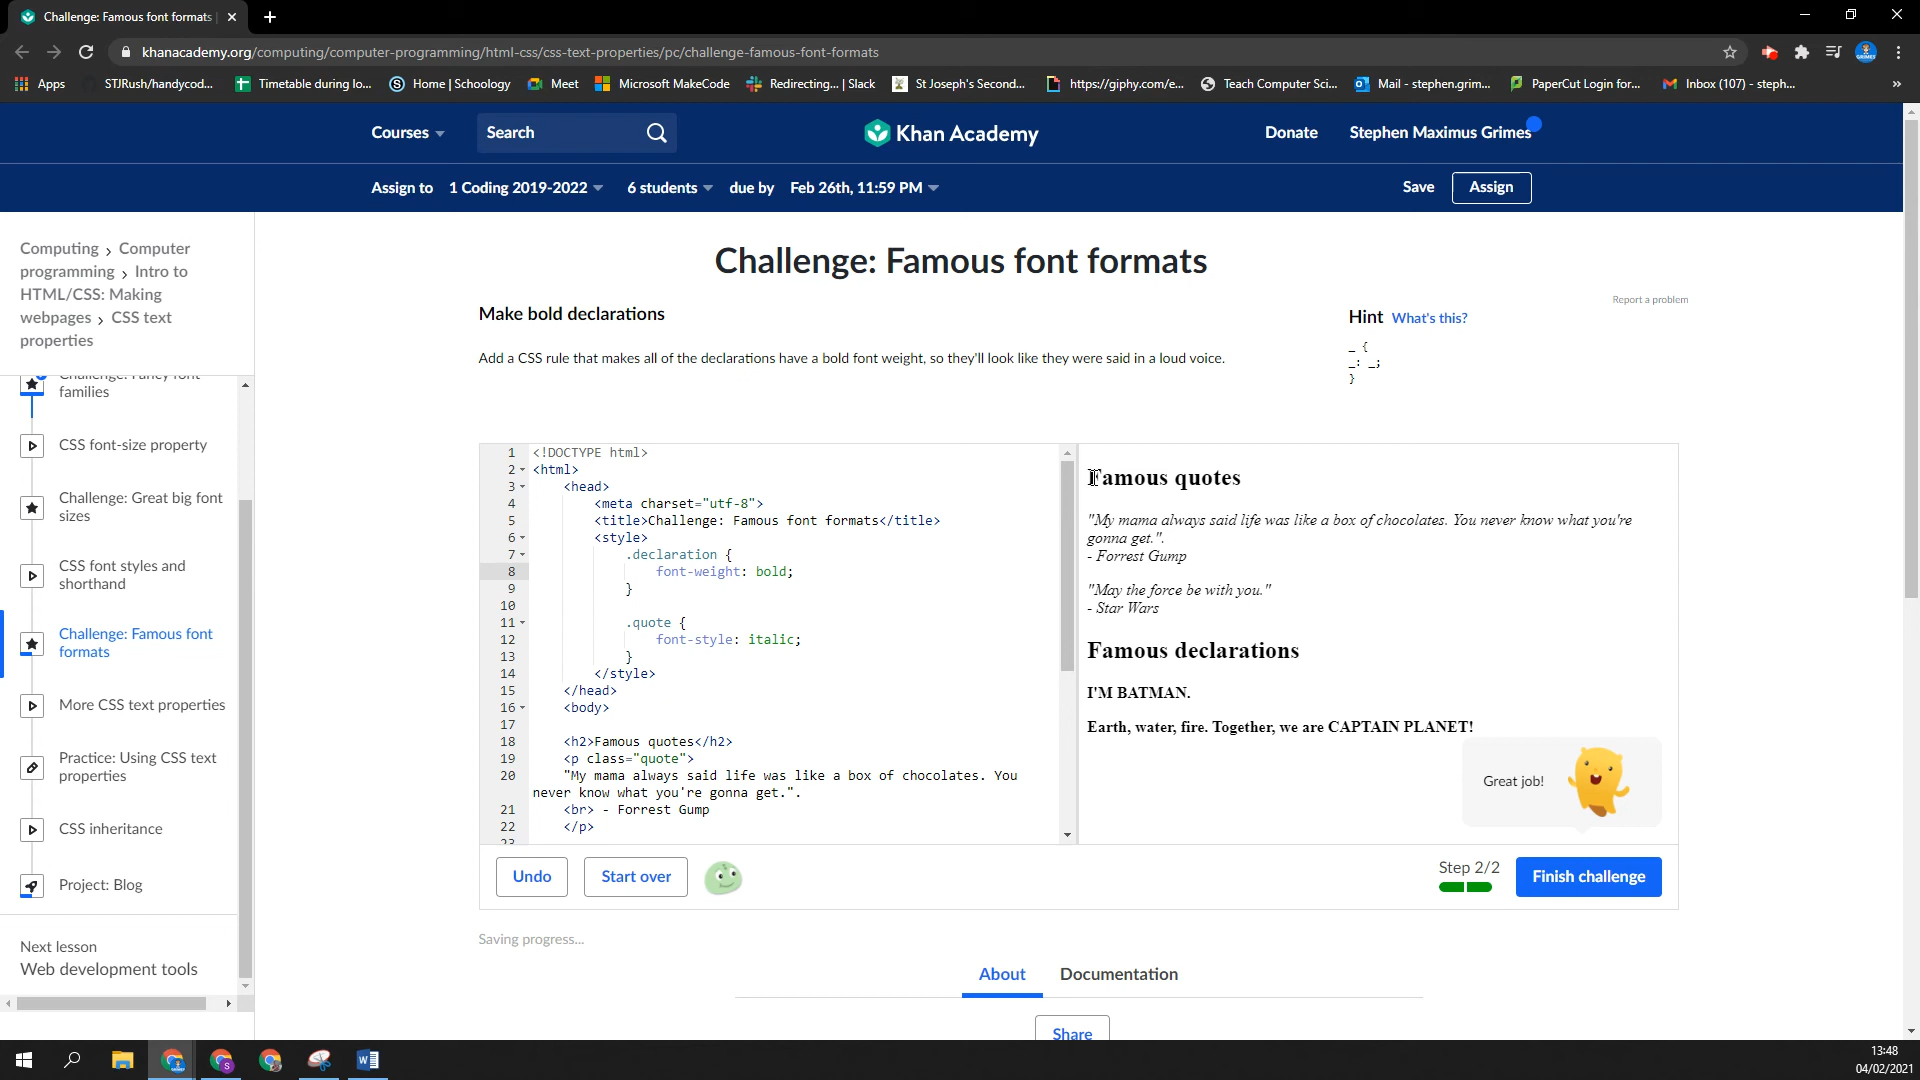 Challenge: Famous font formats |
khanacademy.org/computing/computer-programming/html-css/css-text-properties/pc/challenge-famous-font-formats
Apps STJRush/handycod... Timetable during lo... Home | Schoology Meet Microsoft MakeCode Redirecting... | Slack St Joseph's Second... https://giphy.com/e... Teach Computer Sci... Mail - stephen.grim... PaperCut Login for... Inbox (107) - steph... »
Courses Search Khan Academy Donate Stephen Maximus Grimes
Assign to 1 Coding 2019-2022 6 students due by Feb 26th, 11:59 PM Save Assign
Computing › Computer
programming › Intro to
HTML/CSS: Making
webpages › CSS text
properties
Challenge: Fancy font
families
CSS font-size property
Challenge: Great big font
sizes
CSS font styles and
shorthand
Challenge: Famous font
formats
More CSS text properties
Practice: Using CSS text
properties
CSS inheritance
Project: Blog
Next lesson
Web development tools
Challenge: Famous font formats
Report a problem
Make bold declarations
Add a CSS rule that makes all of the declarations have a bold font weight, so they'll look like they were said in a loud voice.
Hint What's this?
_ {
_: _;
}
1 <!DOCTYPE html>
2 <html>
3 <head>
4 <meta charset="utf-8">
5 <title>Challenge: Famous font formats</title>
6 <style>
7 .declaration {
8 font-weight: bold;
9 }
10
11 .quote {
12 font-style: italic;
13 }
14 </style>
15 </head>
16 <body>
17
18 <h2>Famous quotes</h2>
19 <p class="quote">
20 "My mama always said life was like a box of chocolates. You
never know what you're gonna get.".
21 <br> - Forrest Gump
22 </p>
23
Famous quotes
"My mama always said life was like a box of chocolates. You never know what you're
gonna get.".
- Forrest Gump
"May the force be with you."
- Star Wars
Famous declarations
I'M BATMAN.
Earth, water, fire. Together, we are CAPTAIN PLANET!
Great job!
Undo Start over Step 2/2 Finish challenge
Saving progress...
About Documentation
Share
13:48
04/02/2021